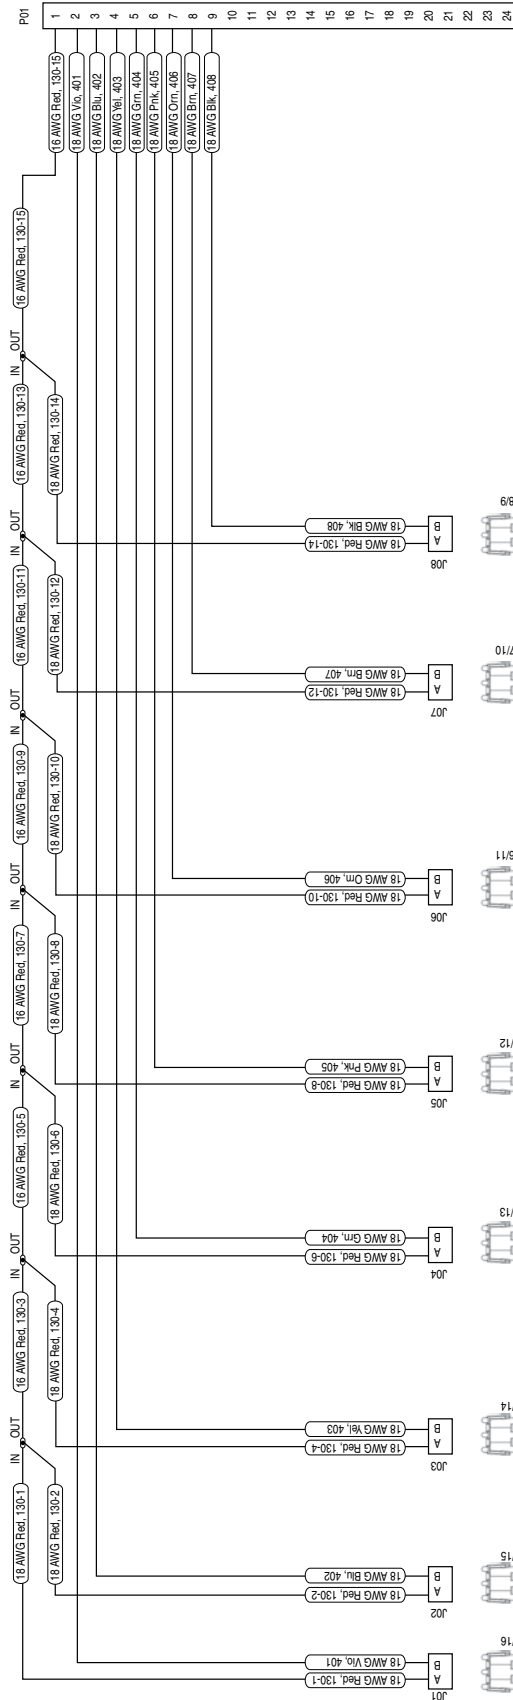 P01
1
2
3
4
5
6
7
8
9
10
11
12
13
14
15
16
17
18
19
20
21
22
23
24
16 AWG Red, 130-15
18 AWG Vio, 401
18 AWG Blu, 402
18 AWG Yel, 403
18 AWG Grn, 404
18 AWG Pnk, 405
18 AWG Orn, 406
18 AWG Brn, 407
18 AWG Blk, 408
16 AWG Red, 130-15
IN OUT
16 AWG Red, 130-13
18 AWG Red, 130-14
IN OUT
16 AWG Red, 130-11
18 AWG Red, 130-12
IN OUT
16 AWG Red, 130-9
18 AWG Red, 130-10
IN OUT
16 AWG Red, 130-7
18 AWG Red, 130-8
IN OUT
16 AWG Red, 130-5
18 AWG Red, 130-6
IN OUT
16 AWG Red, 130-3
18 AWG Red, 130-4
IN OUT
18 AWG Red, 130-1
18 AWG Red, 130-2
18 AWG Blk, 408
B
18 AWG Red, 130-14
A
J08
8/9
18 AWG Brn, 407
B
18 AWG Red, 130-12
A
J07
7/10
18 AWG Orn, 406
B
18 AWG Red, 130-10
A
J06
/11
18 AWG Pnk, 405
B
18 AWG Red, 130-8
A
J05
/12
18 AWG Grn, 404
B
18 AWG Red, 130-6
A
J04
/13
18 AWG Yel, 403
B
18 AWG Red, 130-4
A
J03
/14
18 AWG Blu, 402
B
18 AWG Red, 130-2
A
J02
/15
18 AWG Vio, 401
B
18 AWG Red, 130-1
A
J01
/16